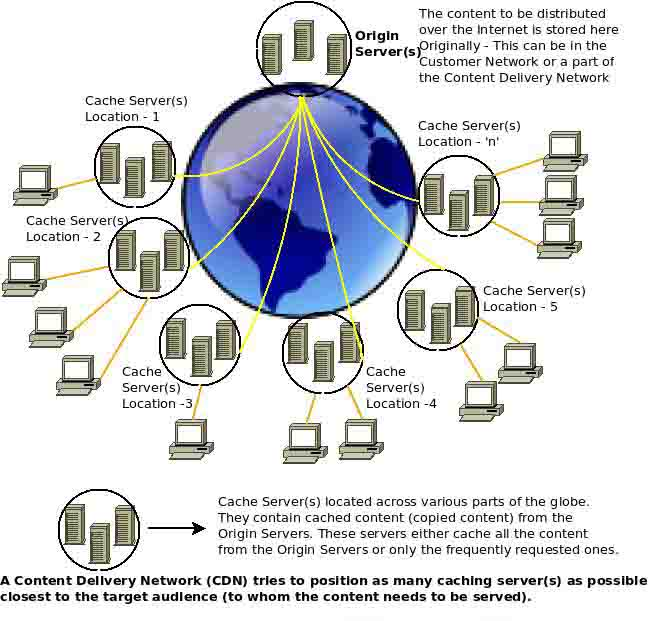 The content to be distributed
over the Internet is stored here
Originally - This can be in the
Customer Network or a part of
the Content Delivery Network
Origin
Server(s)
Cache Server(s)
Location - 1
Cache Server(s)
Location - 'n'
Cache Server(s)
Location - 2
Cache Server(s)
Location - 5
Cache
Server(s)
Location -3
Cache
Server(s)
Location -4
Cache Server(s) located across various parts of the globe.
They contain cached content (copied content) from the
Origin Servers. These servers either cache all the content
from the Origin Servers or only the frequently requested ones.
A Content Delivery Network (CDN) tries to position as many caching server(s) as possible
closest to the target audience (to whom the content needs to be served).